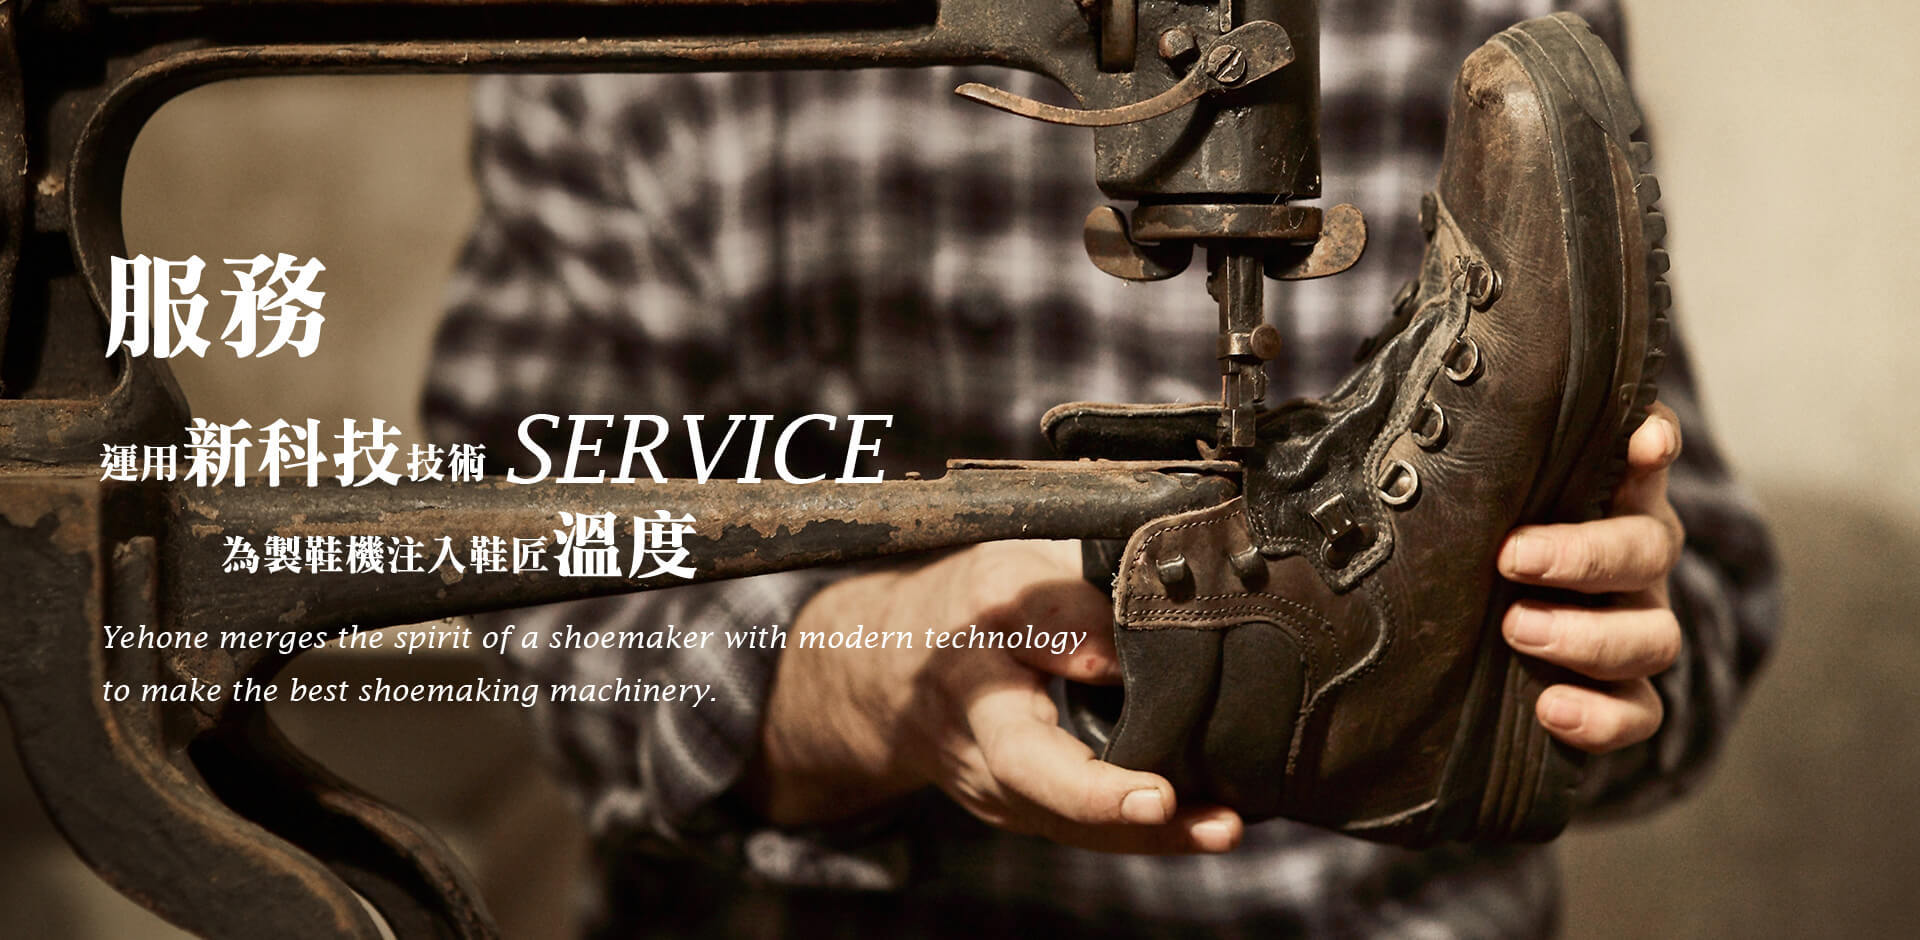 服務
運用新科技技術 SERVICE
為製鞋機注入鞋匠溫度
Yehone merges the spirit of a shoemaker with modern technology
to make the best shoemaking machinery.